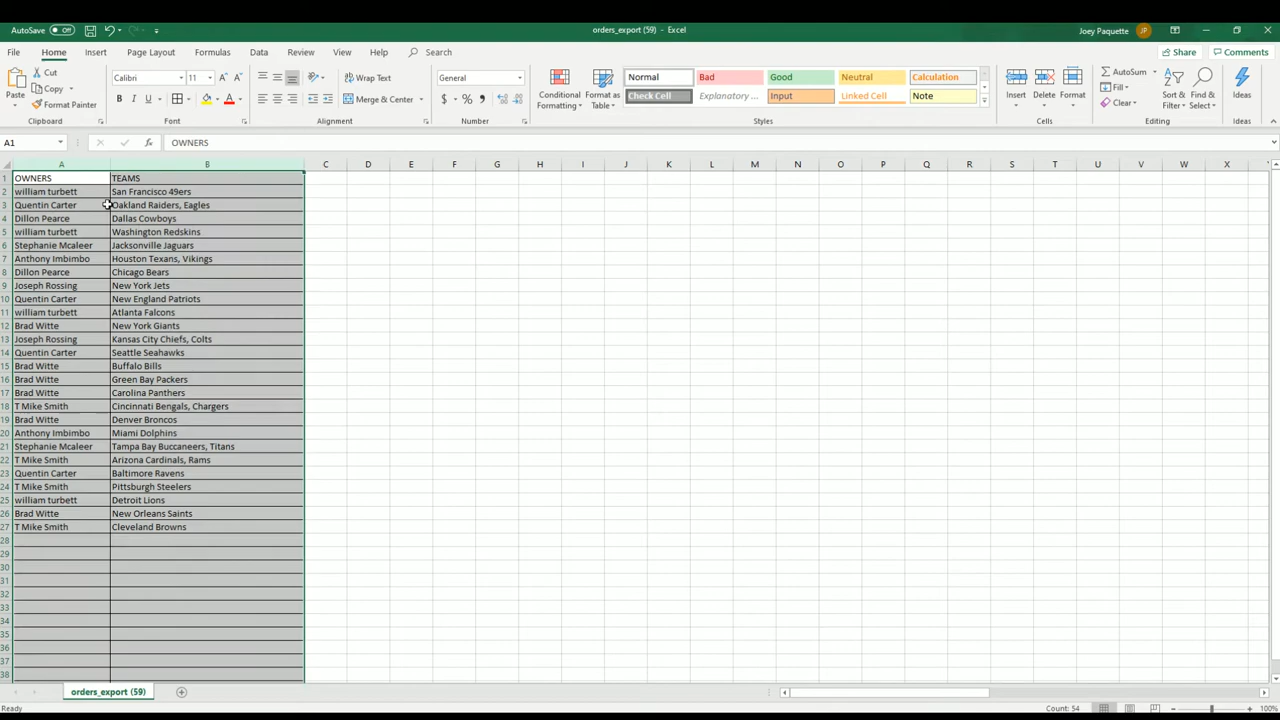 AutoSave Off
orders_export (59) - Excel
Joey Paquette JP
File Home Insert Page Layout Formulas Data Review View Help Search
Share Comments
Paste
Cut
Copy
Format Painter
Clipboard
Calibri 11
B I U
Font
Wrap Text
Merge & Center
Alignment
General
$ % ,
Number
Conditional Formatting
Format as Table
Normal Bad Good Neutral Calculation
Check Cell Explanatory ... Input Linked Cell Note
Styles
Insert Delete Format
Cells
AutoSum
Fill
Clear
Sort & Filter
Find & Select
Editing
Ideas
Ideas
A1 fx OWNERS
A B C D E F G H I J K L M N O P Q R S T U V W X
1 OWNERS TEAMS
2 william turbett San Francisco 49ers
3 Quentin Carter Oakland Raiders, Eagles
4 Dillon Pearce Dallas Cowboys
5 william turbett Washington Redskins
6 Stephanie Mcaleer Jacksonville Jaguars
7 Anthony Imbimbo Houston Texans, Vikings
8 Dillon Pearce Chicago Bears
9 Joseph Rossing New York Jets
10 Quentin Carter New England Patriots
11 william turbett Atlanta Falcons
12 Brad Witte New York Giants
13 Joseph Rossing Kansas City Chiefs, Colts
14 Quentin Carter Seattle Seahawks
15 Brad Witte Buffalo Bills
16 Brad Witte Green Bay Packers
17 Brad Witte Carolina Panthers
18 T Mike Smith Cincinnati Bengals, Chargers
19 Brad Witte Denver Broncos
20 Anthony Imbimbo Miami Dolphins
21 Stephanie Mcaleer Tampa Bay Buccaneers, Titans
22 T Mike Smith Arizona Cardinals, Rams
23 Quentin Carter Baltimore Ravens
24 T Mike Smith Pittsburgh Steelers
25 william turbett Detroit Lions
26 Brad Witte New Orleans Saints
27 T Mike Smith Cleveland Browns
28
29
30
31
32
33
34
35
36
37
38
orders_export (59)
Ready
Count: 54
100%